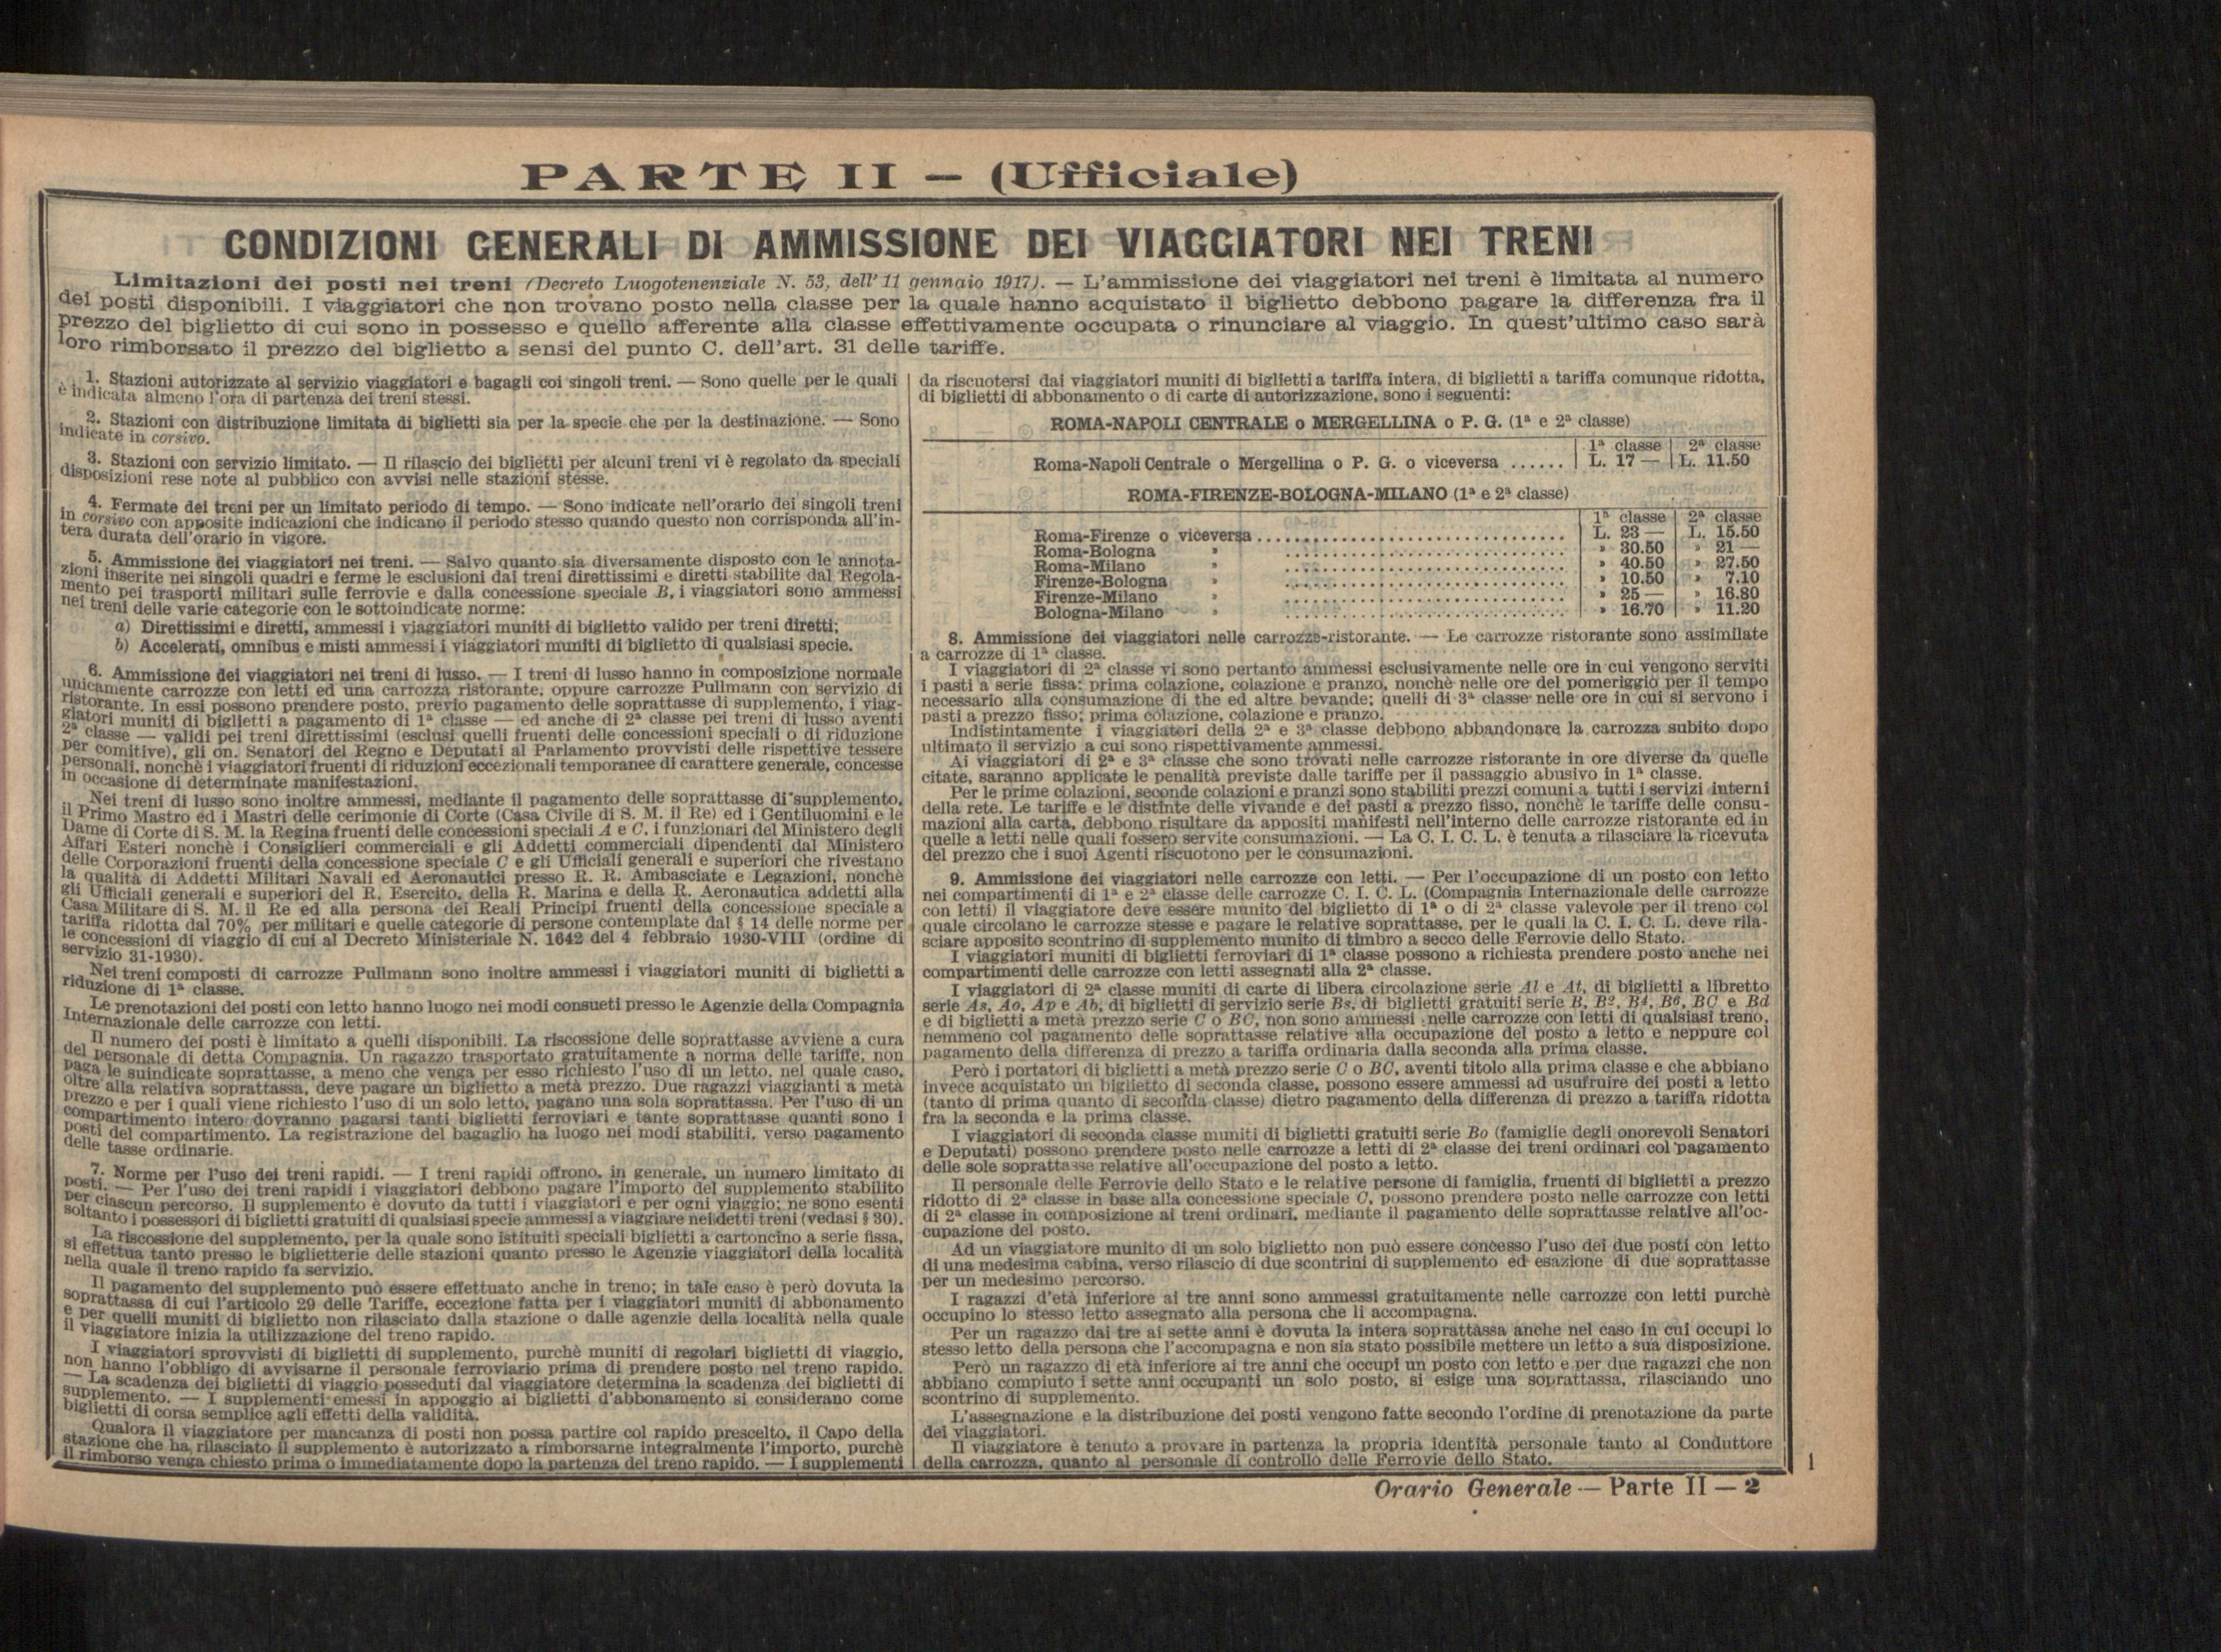 PARTE II — (Ufficiale)
CONDIZIONI GENERALI DI AMMISSIONE DEI VIAGGIATORI NEI TRENI
Limitazioni dei posti nei treni (Decreto Luogotenenziale N. 53, dell'11 gennaio 1917). — L'ammissione dei viaggiatori nei treni è limitata al numero
dei posti disponibili. I viaggiatori che non trovano posto nella classe per la quale hanno acquistato il biglietto debbono pagare la differenza fra il
prezzo del biglietto di cui sono in possesso e quello afferente alla classe effettivamente occupata o rinunciare al viaggio. In quest'ultimo caso sarà
loro rimborsato il prezzo del biglietto a sensi del punto C. dell'art. 31 delle tariffe.
1. Stazioni autorizzate al servizio viaggiatori e bagagli coi singoli treni. — Sono quelle per le quali
è indicata almeno l'ora di partenza dei treni stessi.
2. Stazioni con distribuzione limitata di biglietti sia per la specie che per la destinazione. — Sono
indicate in corsivo.
3. Stazioni con servizio limitato. — Il rilascio dei biglietti per alcuni treni vi è regolato da speciali
disposizioni rese note al pubblico con avvisi nelle stazioni stesse.
4. Fermate dei treni per un limitato periodo di tempo. — Sono indicate nell'orario dei singoli treni
in corsivo con apposite indicazioni che indicano il periodo stesso quando questo non corrisponda all'in-
tera durata dell'orario in vigore.
5. Ammissione dei viaggiatori nei treni. — Salvo quanto sia diversamente disposto con le annota-
zioni inserite nei singoli quadri e ferme le esclusioni dai treni direttissimi e diretti stabilite dal Regola-
mento pei trasporti militari sulle ferrovie e dalla concessione speciale B, i viaggiatori sono ammessi
nei treni delle varie categorie con le sottoindicate norme:
a) Direttissimi e diretti, ammessi i viaggiatori muniti di biglietto valido per treni diretti;
b) Accelerati, omnibus e misti ammessi i viaggiatori muniti di biglietto di qualsiasi specie.
6. Ammissione dei viaggiatori nei treni di lusso. — I treni di lusso hanno in composizione normale
unicamente carrozze con letti ed una carrozza ristorante, oppure carrozze Pullmann con servizio di
ristorante. In essi possono prendere posto, previo pagamento delle soprattasse di supplemento, i viag-
giatori muniti di biglietti a pagamento di 1ª classe — ed anche di 2ª classe pei treni di lusso aventi
2ª classe — validi pei treni direttissimi (esclusi quelli fruenti delle concessioni speciali o di riduzione
per comitive), gli on. Senatori del Regno e Deputati al Parlamento provvisti delle rispettive tessere
personali, nonchè i viaggiatori fruenti di riduzioni eccezionali temporanee di carattere generale, concesse
in occasione di determinate manifestazioni.
Nei treni di lusso sono inoltre ammessi, mediante il pagamento delle soprattasse di supplemento,
il Primo Mastro ed i Mastri delle cerimonie di Corte (Casa Civile di S. M. il Re) ed i Gentiluomini e le
Dame di Corte di S. M. la Regina fruenti delle concessioni speciali A e C, i funzionari del Ministero degli
Affari Esteri nonchè i Consiglieri commerciali e gli Addetti commerciali dipendenti dal Ministero
delle Corporazioni fruenti della concessione speciale C e gli Ufficiali generali e superiori che rivestano
la qualità di Addetti Militari Navali ed Aeronautici presso R. R. Ambasciate e Legazioni, nonchè
gli Ufficiali generali e superiori del R. Esercito, della R. Marina e della R. Aeronautica addetti alla
Casa Militare di S. M. il Re ed alla persona dei Reali Principi fruenti della concessione speciale a
tariffa ridotta dal 70% per militari e quelle categorie di persone contemplate dal § 14 delle norme per
le concessioni di viaggio di cui al Decreto Ministeriale N. 1642 del 4 febbraio 1930-VIII (ordine di
servizio 31-1930).
Nei treni composti di carrozze Pullmann sono inoltre ammessi i viaggiatori muniti di biglietti a
riduzione di 1ª classe.
Le prenotazioni dei posti con letto hanno luogo nei modi consueti presso le Agenzie della Compagnia
Internazionale delle carrozze con letti.
Il numero dei posti è limitato a quelli disponibili. La riscossione delle soprattasse avviene a cura
del personale di detta Compagnia. Un ragazzo trasportato gratuitamente a norma delle tariffe, non
paga le suindicate soprattasse, a meno che venga per esso richiesto l'uso di un letto, nel quale caso,
oltre alla relativa soprattassa, deve pagare un biglietto a metà prezzo. Due ragazzi viaggianti a metà
prezzo e per i quali viene richiesto l'uso di un solo letto, pagano una sola soprattassa. Per l'uso di un
compartimento intero dovranno pagarsi tanti biglietti ferroviari e tante soprattasse quanti sono i
posti del compartimento. La registrazione del bagaglio ha luogo nei modi stabiliti, verso pagamento
delle tasse ordinarie.
7. Norme per l'uso dei treni rapidi. — I treni rapidi offrono, in generale, un numero limitato di
posti. — Per l'uso dei treni rapidi i viaggiatori debbono pagare l'importo del supplemento stabilito
per ciascun percorso. Il supplemento è dovuto da tutti i viaggiatori e per ogni viaggio; ne sono esenti
soltanto i possessori di biglietti gratuiti di qualsiasi specie ammessi a viaggiare nei detti treni (vedasi § 30).
La riscossione del supplemento, per la quale sono istituiti speciali biglietti a cartoncino a serie fissa,
si effettua tanto presso le biglietterie delle stazioni quanto presso le Agenzie viaggiatori della località
nella quale il treno rapido fa servizio.
Il pagamento del supplemento può essere effettuato anche in treno; in tale caso è però dovuta la
soprattassa di cui l'articolo 29 delle Tariffe, eccezione fatta per i viaggiatori muniti di abbonamento
e per quelli muniti di biglietto non rilasciato dalla stazione o dalle agenzie della località nella quale
il viaggiatore inizia la utilizzazione del treno rapido.
I viaggiatori sprovvisti di biglietti di supplemento, purchè muniti di regolari biglietti di viaggio,
non hanno l'obbligo di avvisarne il personale ferroviario prima di prendere posto nel treno rapido.
— La scadenza dei biglietti di viaggio posseduti dal viaggiatore determina la scadenza dei biglietti di
supplemento. — I supplementi emessi in appoggio ai biglietti d'abbonamento si considerano come
biglietti di corsa semplice agli effetti della validità.
Qualora il viaggiatore per mancanza di posti non possa partire col rapido prescelto, il Capo della
stazione che ha rilasciato il supplemento è autorizzato a rimborsarne integralmente l'importo, purchè
il rimborso venga chiesto prima o immediatamente dopo la partenza del treno rapido. — I supplementi
da riscuotersi dai viaggiatori muniti di biglietti a tariffa intera, di biglietti a tariffa comunque ridotta,
di biglietti di abbonamento o di carte di autorizzazione, sono i seguenti:
ROMA-NAPOLI CENTRALE o MERGELLINA o P. G. (1ª e 2ª classe)
1ª classe 2ª classe
Roma-Napoli Centrale o Mergellina o P. G. o viceversa ...... L. 17 — L. 11.50
ROMA-FIRENZE-BOLOGNA-MILANO (1ª e 2ª classe)
1ª classe 2ª classe
Roma-Firenze o viceversa ........ L. 23 — L. 15.50
Roma-Bologna » ........ » 30.50 » 21 —
Roma-Milano » ........ » 40.50 » 27.50
Firenze-Bologna » ........ » 10.50 » 7.10
Firenze-Milano » ........ » 25 — » 16.80
Bologna-Milano » ........ » 16.70 » 11.20
8. Ammissione dei viaggiatori nelle carrozze-ristorante. — Le carrozze ristorante sono assimilate
a carrozze di 1ª classe.
I viaggiatori di 2ª classe vi sono pertanto ammessi esclusivamente nelle ore in cui vengono serviti
i pasti a serie fissa: prima colazione, colazione e pranzo, nonchè nelle ore del pomeriggio per il tempo
necessario alla consumazione di the ed altre bevande; quelli di 3ª classe nelle ore in cui si servono i
pasti a prezzo fisso; prima colazione, colazione e pranzo.
Indistintamente i viaggiatori della 2ª e 3ª classe debbono abbandonare la carrozza subito dopo
ultimato il servizio a cui sono rispettivamente ammessi.
Ai viaggiatori di 2ª e 3ª classe che sono trovati nelle carrozze ristorante in ore diverse da quelle
citate, saranno applicate le penalità previste dalle tariffe per il passaggio abusivo in 1ª classe.
Per le prime colazioni, seconde colazioni e pranzi sono stabiliti prezzi comuni a tutti i servizi interni
della rete. Le tariffe e le distinte delle vivande e dei pasti a prezzo fisso, nonchè le tariffe delle consu-
mazioni alla carta, debbono risultare da appositi manifesti nell'interno delle carrozze ristorante ed in
quelle a letti nelle quali fossero servite consumazioni. — La C. I. C. L. è tenuta a rilasciare la ricevuta
del prezzo che i suoi Agenti riscuotono per le consumazioni.
9. Ammissione dei viaggiatori nelle carrozze con letti. — Per l'occupazione di un posto con letto
nei compartimenti di 1ª e 2ª classe delle carrozze C. I. C. L. (Compagnia Internazionale delle carrozze
con letti) il viaggiatore deve essere munito del biglietto di 1ª o di 2ª classe valevole per il treno col
quale circolano le carrozze stesse e pagare le relative soprattasse, per le quali la C. I. C. L. deve rila-
sciare apposito scontrino di supplemento munito di timbro a secco delle Ferrovie dello Stato.
I viaggiatori muniti di biglietti ferroviari di 1ª classe possono a richiesta prendere posto anche nei
compartimenti delle carrozze con letti assegnati alla 2ª classe.
I viaggiatori di 2ª classe muniti di carte di libera circolazione serie Al e At, di biglietti a libretto
serie As, Ao, Ap e Ab, di biglietti di servizio serie Bs, di biglietti gratuiti serie B, B², B⁴, B⁶, BC e Bd
e di biglietti a metà prezzo serie C o BC, non sono ammessi nelle carrozze con letti di qualsiasi treno,
nemmeno col pagamento delle soprattasse relative alla occupazione del posto a letto e neppure col
pagamento della differenza di prezzo a tariffa ordinaria dalla seconda alla prima classe.
Però i portatori di biglietti a metà prezzo serie C o BC, aventi titolo alla prima classe e che abbiano
invece acquistato un biglietto di seconda classe, possono essere ammessi ad usufruire dei posti a letto
(tanto di prima quanto di seconda classe) dietro pagamento della differenza di prezzo a tariffa ridotta
fra la seconda e la prima classe.
I viaggiatori di seconda classe muniti di biglietti gratuiti serie Bo (famiglie degli onorevoli Senatori
e Deputati) possono prendere posto nelle carrozze a letti di 2ª classe dei treni ordinari col pagamento
delle sole soprattasse relative all'occupazione del posto a letto.
Il personale delle Ferrovie dello Stato e le relative persone di famiglia, fruenti di biglietti a prezzo
ridotto di 2ª classe in base alla concessione speciale C, possono prendere posto nelle carrozze con letti
di 2ª classe in composizione ai treni ordinari, mediante il pagamento delle soprattasse relative all'oc-
cupazione del posto.
Ad un viaggiatore munito di un solo biglietto non può essere concesso l'uso dei due posti con letto
di una medesima cabina, verso rilascio di due scontrini di supplemento ed esazione di due soprattasse
per un medesimo percorso.
I ragazzi d'età inferiore ai tre anni sono ammessi gratuitamente nelle carrozze con letti purchè
occupino lo stesso letto assegnato alla persona che li accompagna.
Per un ragazzo dai tre ai sette anni è dovuta la intera soprattassa anche nel caso in cui occupi lo
stesso letto della persona che l'accompagna e non sia stato possibile mettere un letto a sua disposizione.
Però un ragazzo di età inferiore ai tre anni che occupi un posto con letto e per due ragazzi che non
abbiano compiuto i sette anni occupanti un solo posto, si esige una soprattassa, rilasciando uno
scontrino di supplemento.
L'assegnazione e la distribuzione dei posti vengono fatte secondo l'ordine di prenotazione da parte
dei viaggiatori.
Il viaggiatore è tenuto a provare in partenza la propria identità personale tanto al Conduttore
della carrozza, quanto al personale di controllo delle Ferrovie dello Stato.
1
Orario Generale — Parte II — 2